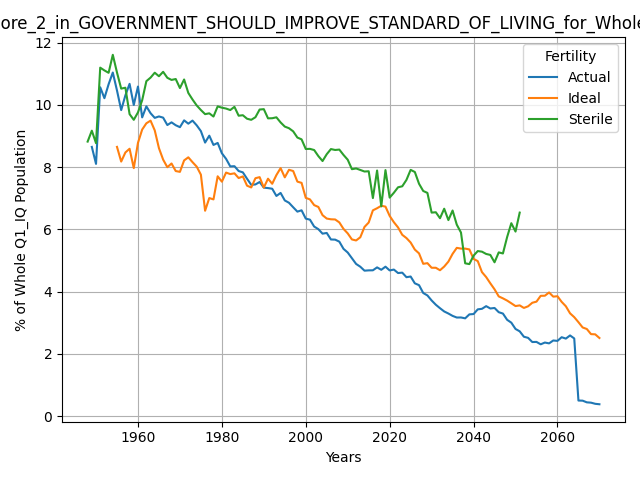 ore_2_in_GOVERNMENT_SHOULD_IMPROVE_STANDARD_OF_LIVING_for_Whole
Fertility
Actual
Ideal
Sterile
% of Whole Q1_IQ Population
12
10
8
6
4
2
0
1960 1980 2000 2020 2040 2060
Years